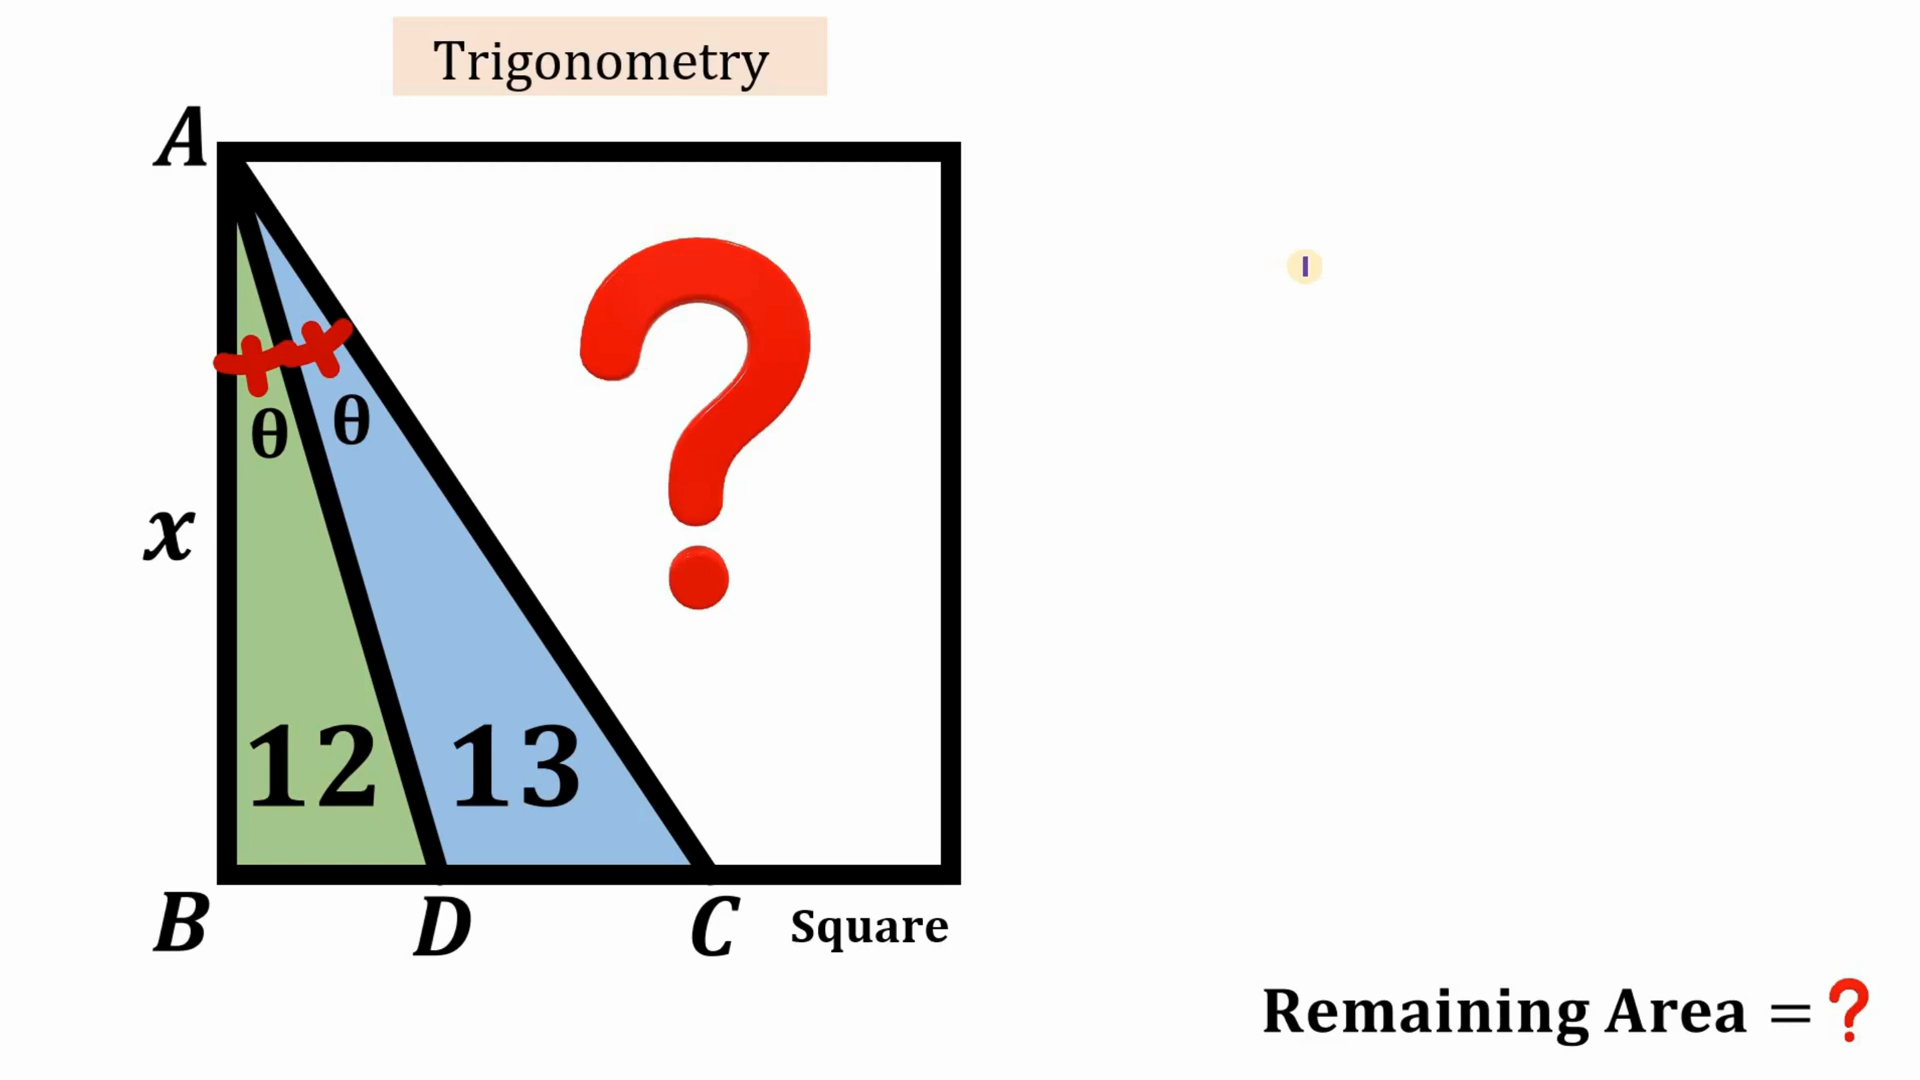 Trigonometry
A
θ θ
x
12 13
B D C Square
Remaining Area = ?